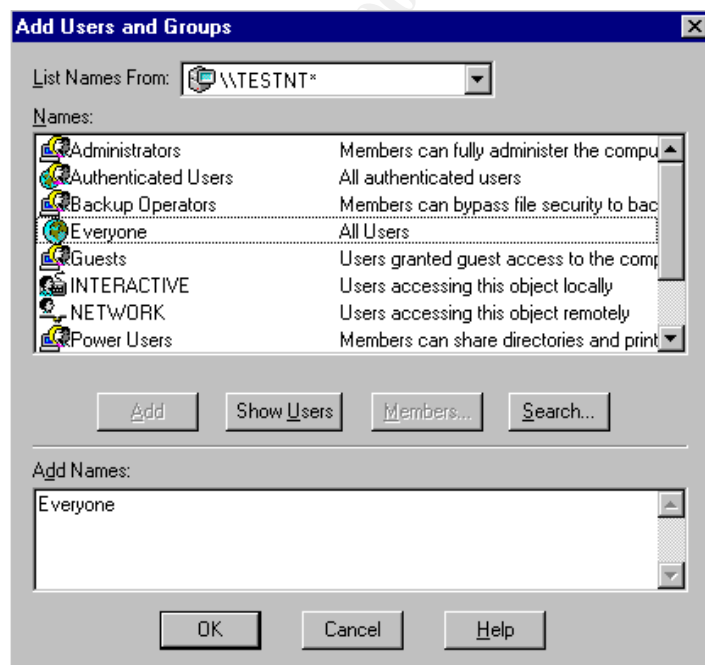 Add Users and Groups
List Names From: \\TESTNT*
Names:
Administrators Members can fully administer the compu
Authenticated Users All authenticated users
Backup Operators Members can bypass file security to bac
Everyone All Users
Guests Users granted guest access to the comp
INTERACTIVE Users accessing this object locally
NETWORK Users accessing this object remotely
Power Users Members can share directories and print
Add Show Users Members... Search...
Add Names:
Everyone
OK Cancel Help